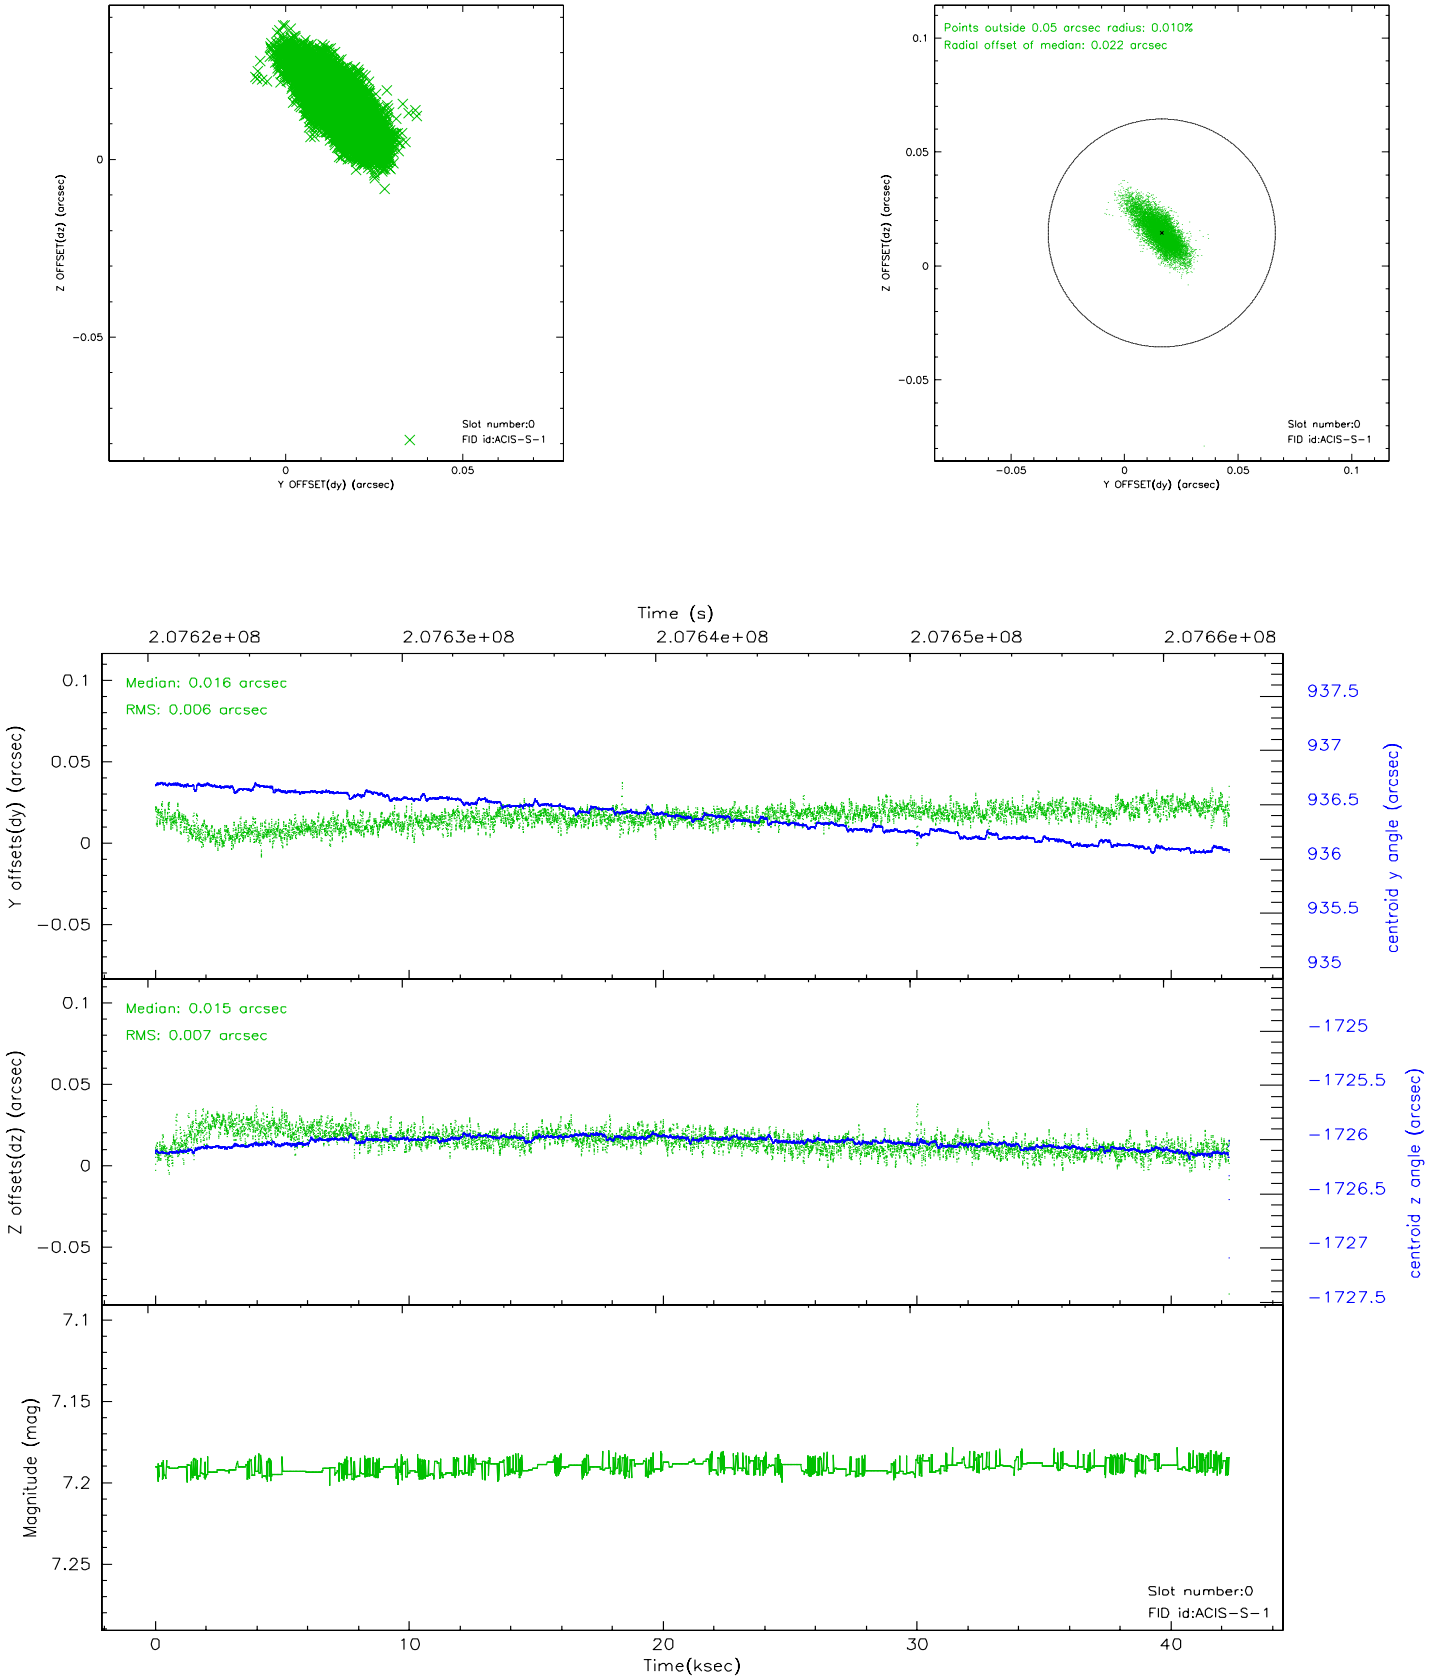 0
-0.05
Z OFFSET(dz) (arcsec)
Slot number:0
FID id:ACIS-S-1
0
0.05
Y OFFSET(dy) (arcsec)
Points outside 0.05 arcsec radius: 0.010%
Radial offset of median: 0.022 arcsec
0.1
0.05
0
-0.05
Z OFFSET(dz) (arcsec)
Slot number:0
FID id:ACIS-S-1
-0.05
0
0.05
0.1
Y OFFSET(dy) (arcsec)
Time (s)
2.0762e+08
2.0763e+08
2.0764e+08
2.0765e+08
2.0766e+08
Median: 0.016 arcsec
RMS: 0.006 arcsec
0.1
0.05
0
-0.05
Y offsets(dy) (arcsec)
937.5
937
936.5
936
935.5
935
centroid y angle (arcsec)
Median: 0.015 arcsec
RMS: 0.007 arcsec
0.1
0.05
0
-0.05
Z offsets(dz) (arcsec)
-1725
-1725.5
-1726
-1726.5
-1727
-1727.5
centroid z angle (arcsec)
7.1
7.15
7.2
7.25
Magnitude (mag)
Slot number:0
FID id:ACIS-S-1
0
10
20
30
40
Time(ksec)